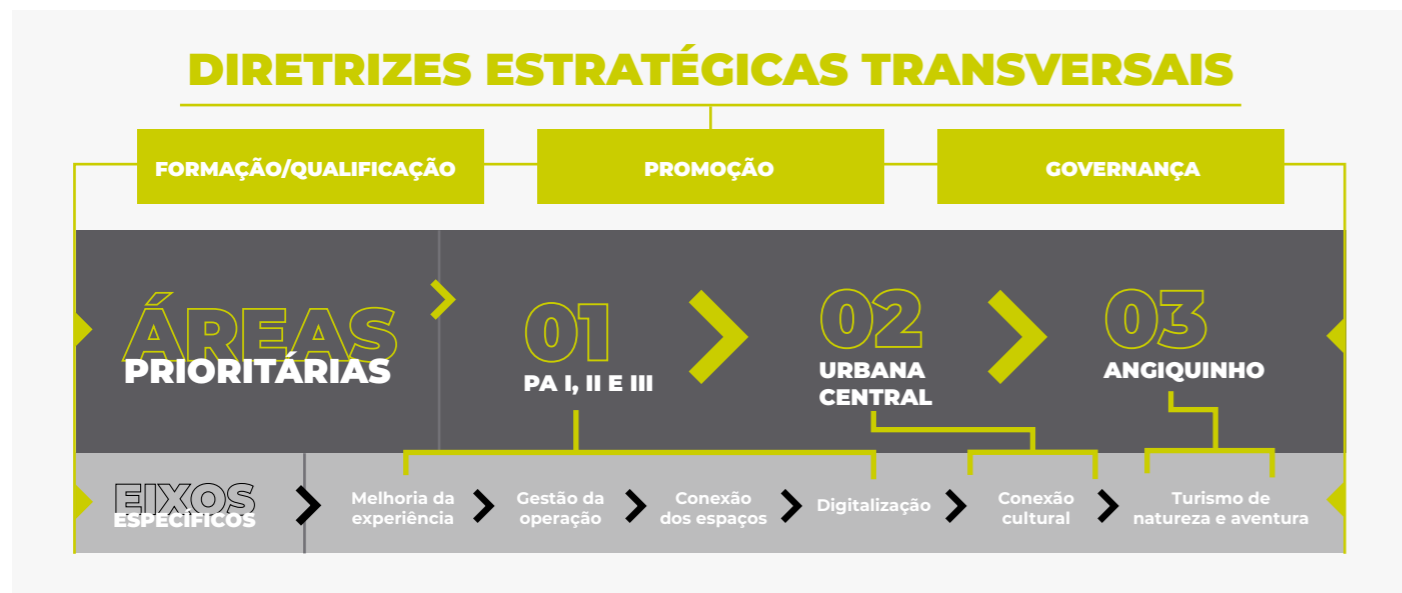 DIRETRIZES ESTRATÉGICAS TRANSVERSAIS
FORMAÇÃO/QUALIFICAÇÃO
PROMOÇÃO
GOVERNANÇA
ÁREAS
PRIORITÁRIAS
01
PA I, II E III
02
URBANA
CENTRAL
03
ANGIQUINHO
EIXOS
ESPECÍFICOS
Melhoria da
experiência
Gestão da
operação
Conexão
dos espaços
Digitalização
Conexão
cultural
Turismo de
natureza e aventura